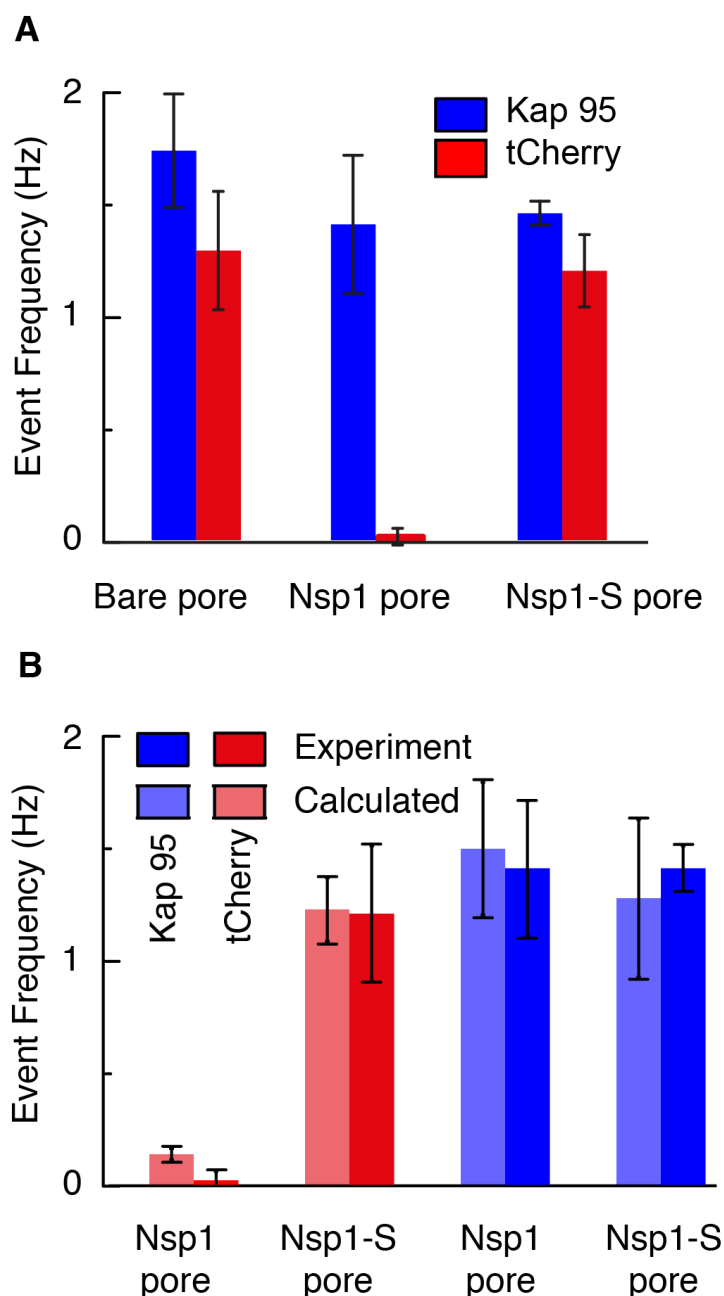 A
2
1
0
Event Frequency (Hz)
Kap 95
tCherry
Bare pore
Nsp1 pore
Nsp1-S pore
B
2
1
0
Event Frequency (Hz)
Experiment
Calculated
Kap 95
tCherry
Nsp1 Nsp1-S Nsp1 Nsp1-S
pore pore pore pore